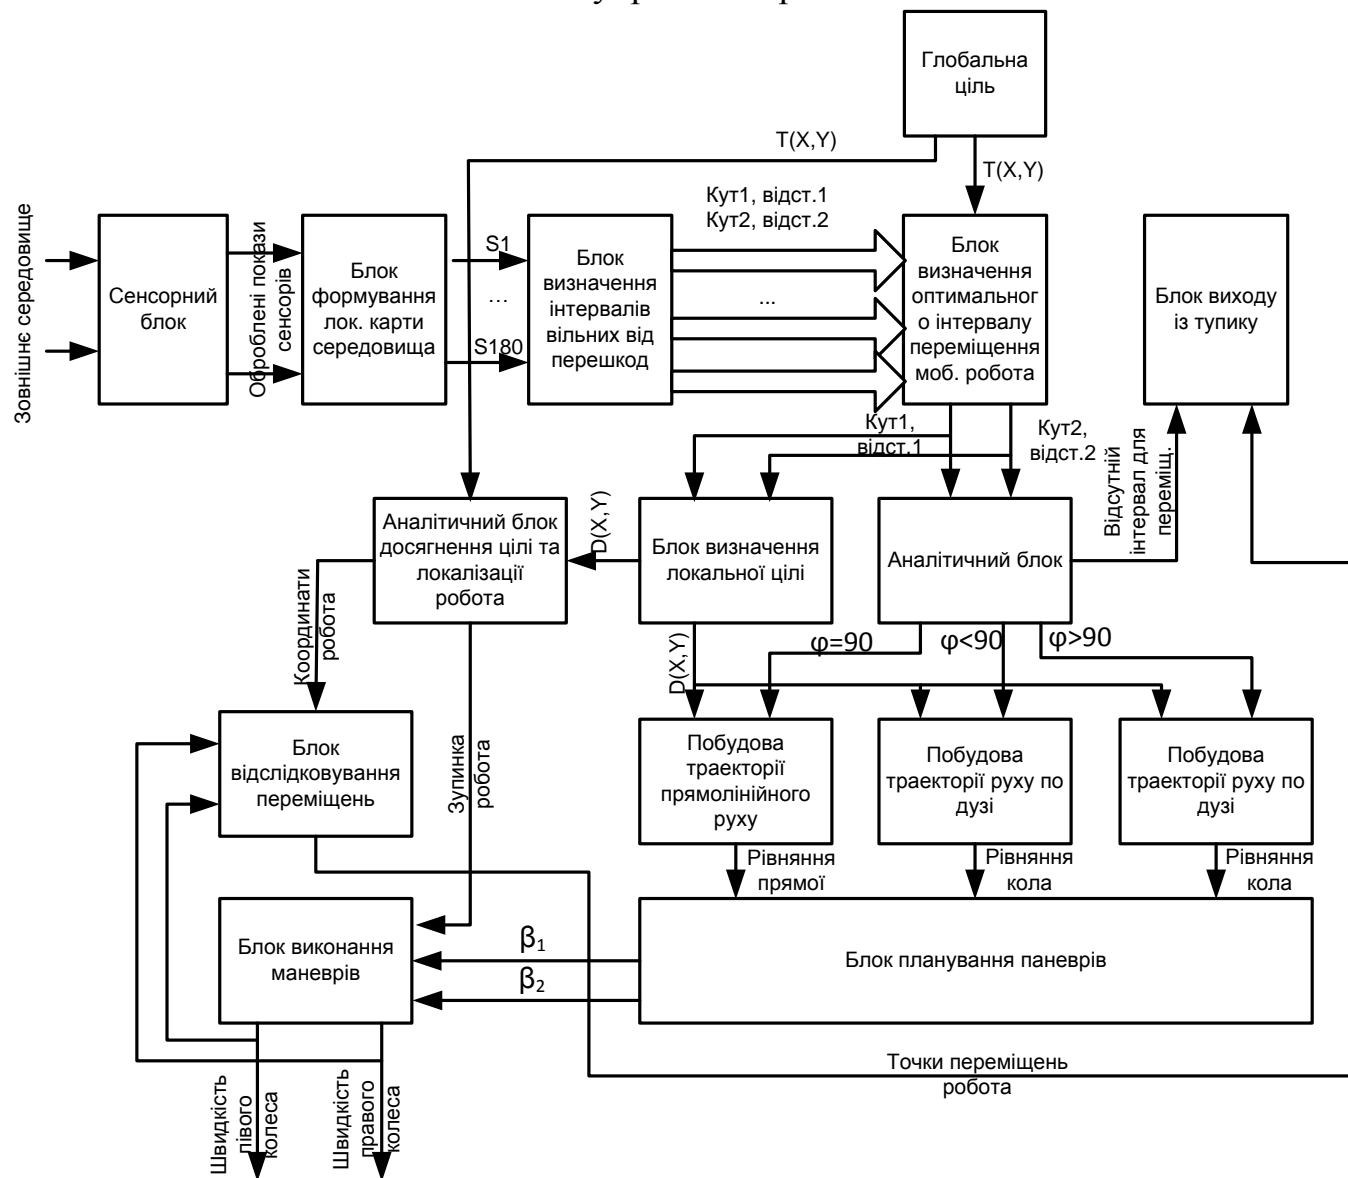 Глобальна
ціль
T(X,Y)
T(X,Y)
Зовнішнє середовище
Сенсорний
блок
Оброблені покази
сенсорів
Блок
формування
лок. карти
середовища
S1
...
S180
Блок
визначення
інтервалів
вільних від
перешкод
Кут1, відст.1
Кут2, відст.2
...
Блок
визначення
оптимальног
о інтервалу
переміщення
моб. робота
Блок виходу
із тупику
Кут1,
відст.1
Кут2,
відст.2
Відсутній
інтервал для
переміщ.
Аналітичний блок
досягнення цілі та
локалізації
робота
D(X,Y)
Блок визначення
локальної цілі
Аналітичний блок
Координати
робота
D(X,Y)
φ=90
φ<90
φ>90
Блок
відслідковування
переміщень
Зупинка
робота
Побудова
траекторії
прямолінійного
руху
Побудова
траекторії руху по
дузі
Побудова
траекторії руху по
дузі
Рівняння
прямої
Рівняння
кола
Рівняння
кола
Блок виконання
маневрів
β1
β2
Блок планування паневрів
Точки переміщень
робота
Швидкість
лівого
колеса
Швидкість
правого
колеса